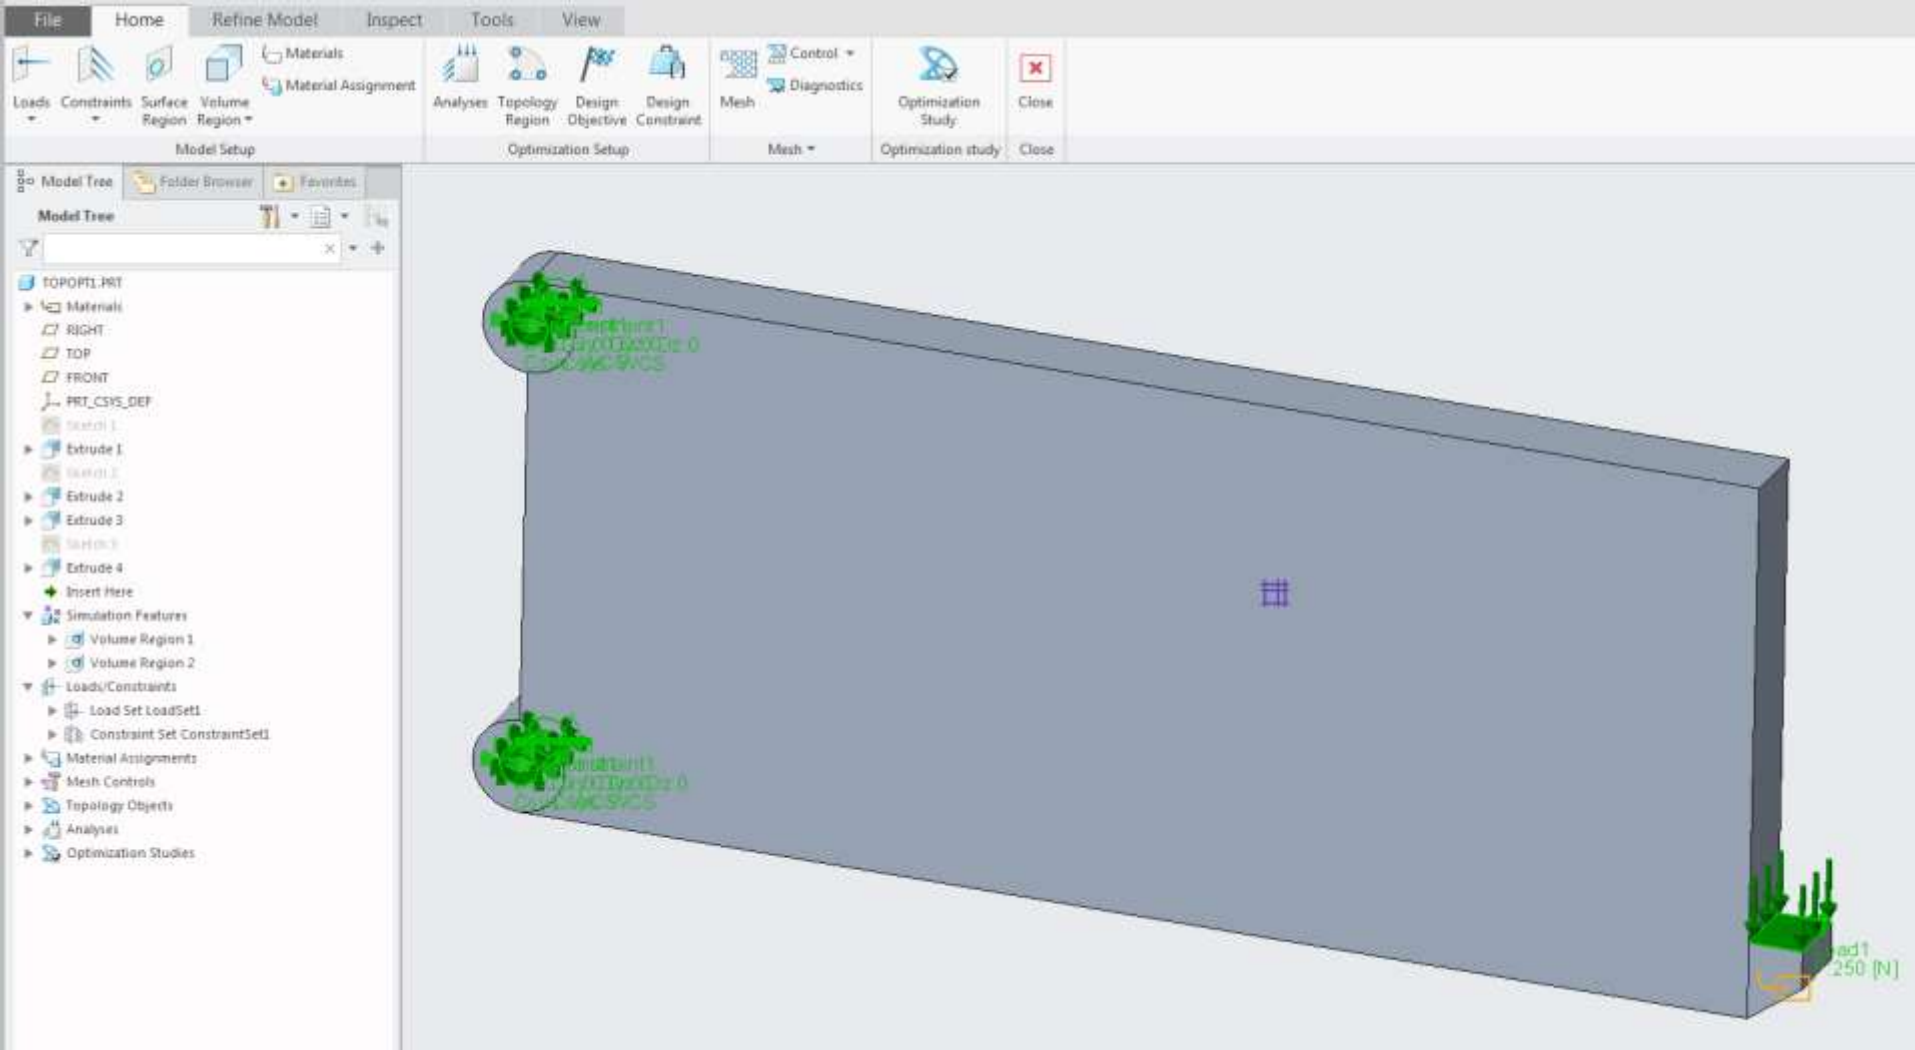 File Home Refine Model Inspect Tools View
Loads
Constraints
Surface Region
Volume Region
Materials
Material Assignment
Analyses
Topology Region
Design Objective
Design Constraint
Mesh
Control
Diagnostics
Optimization Study
Close
Model Setup
Optimization Setup
Mesh
Optimization study
Close
Model Tree Folder Browser Favorites
Model Tree
TOPOPT1.PRT
Materials
RIGHT
TOP
FRONT
PRT_CSYS_DEF
Sketch 1
Extrude 1
Sketch 2
Extrude 2
Extrude 3
Sketch 3
Extrude 4
Insert Here
Simulation Features
Volume Region 1
Volume Region 2
Loads/Constraints
Load Set LoadSet1
Constraint Set ConstraintSet1
Material Assignments
Mesh Controls
Topology Objects
Analyses
Optimization Studies
ad1
250 [N]